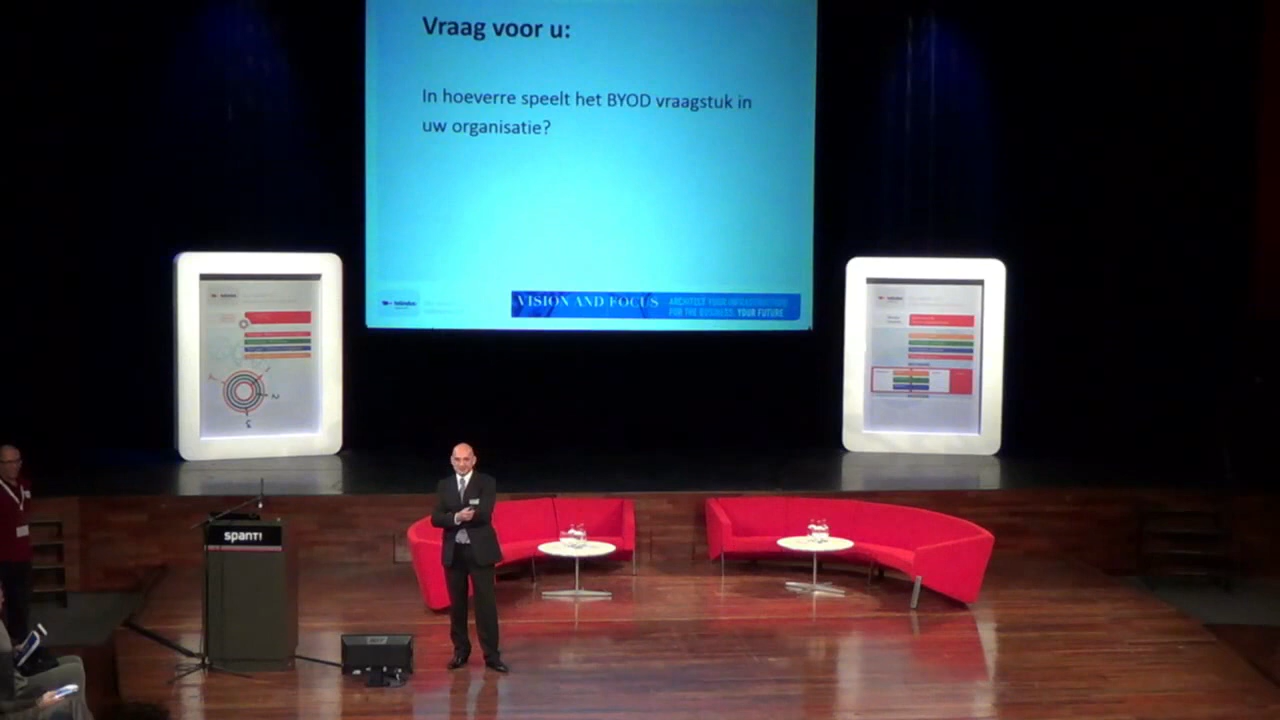 Vraag voor u:
In hoeverre speelt het BYOD vraagstuk in
uw organisatie?
VISION AND FOCUS
ARCHITECT YOUR INFRASTRUCTURE
FOR THE BUSINESS, YOUR FUTURE
spant!
acer